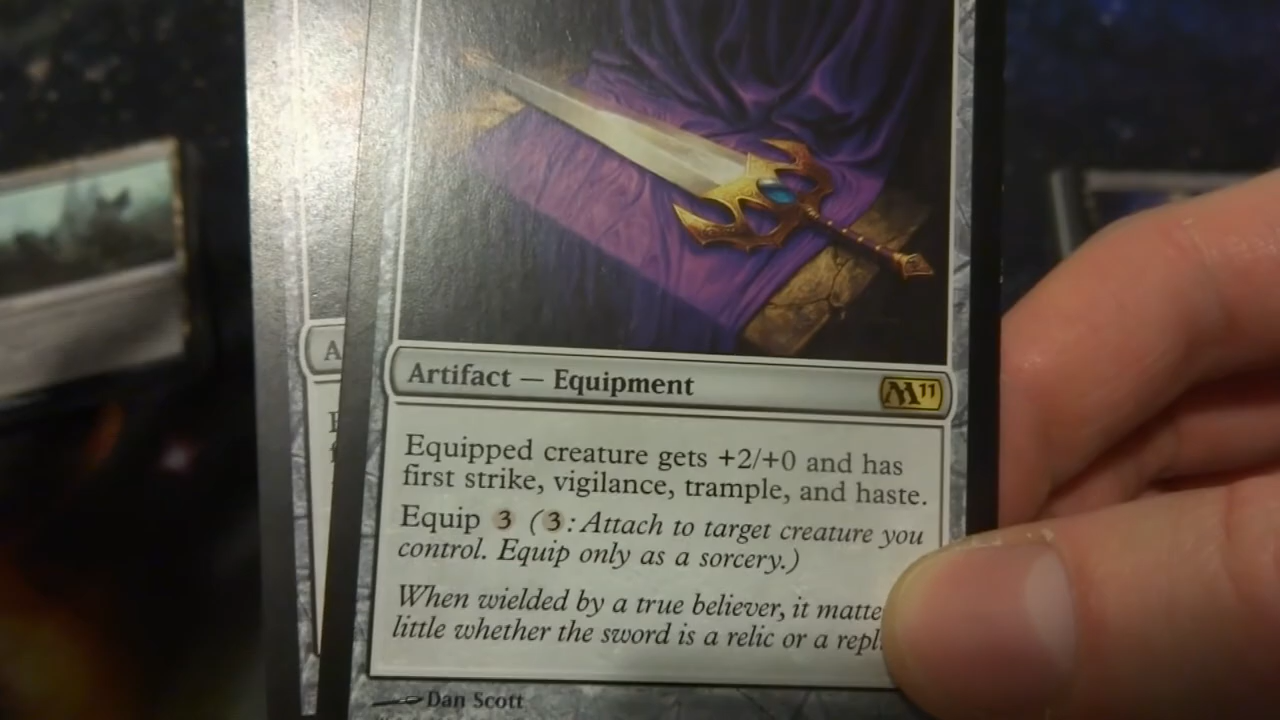 Artifact — Equipment
M11
Equipped creature gets +2/+0 and has
first strike, vigilance, trample, and haste.
Equip 3 (3: Attach to target creature you
control. Equip only as a sorcery.)
When wielded by a true believer, it matte
little whether the sword is a relic or a repl
Dan Scott
A